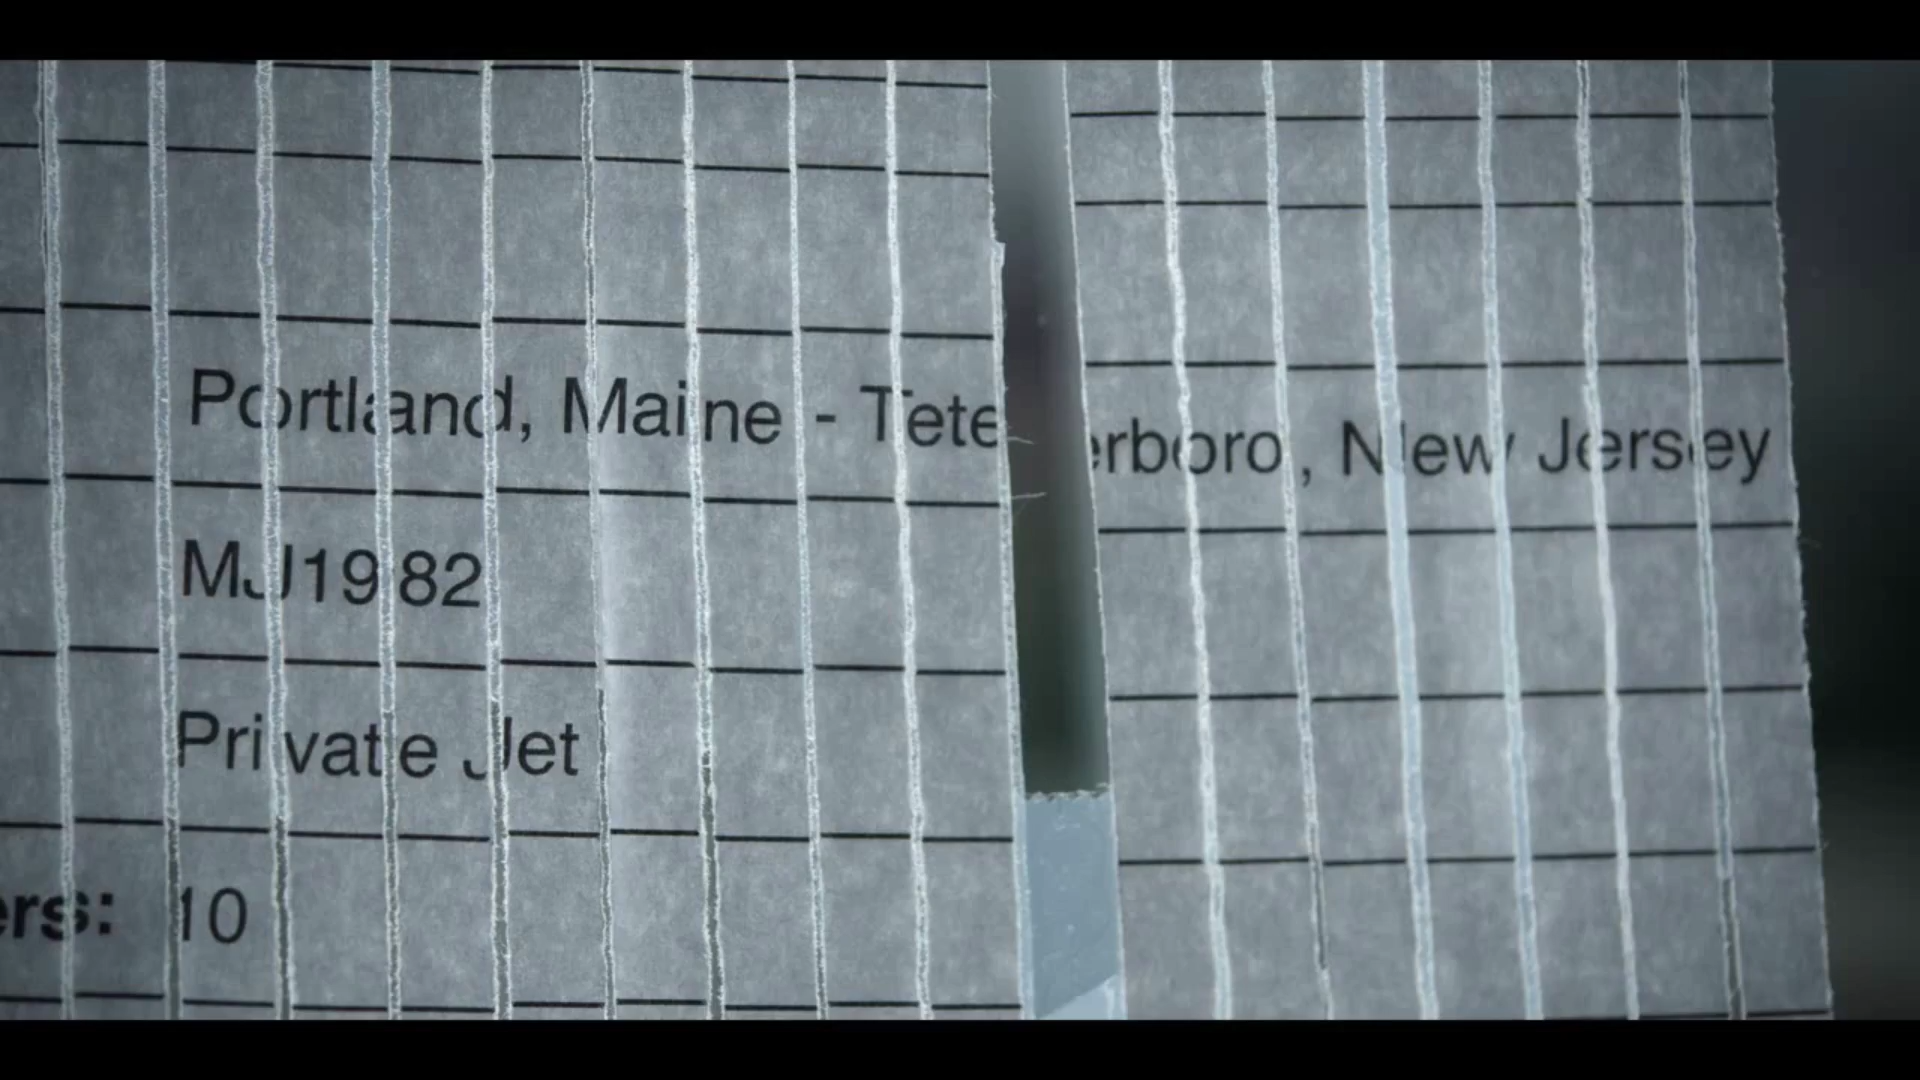 Portland, Maine - Teterboro, New Jersey
MJ1982
Private Jet
ers: 10